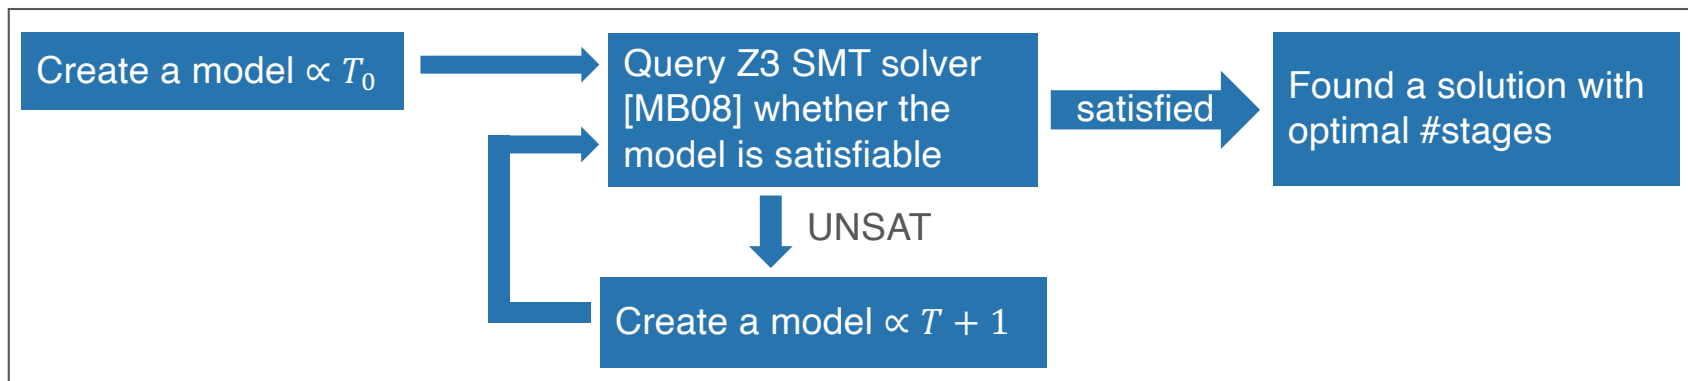 Create a model ∝ T₀
Query Z3 SMT solver
[MB08] whether the
model is satisfiable
satisfied
Found a solution with
optimal #stages
UNSAT
Create a model ∝ T + 1